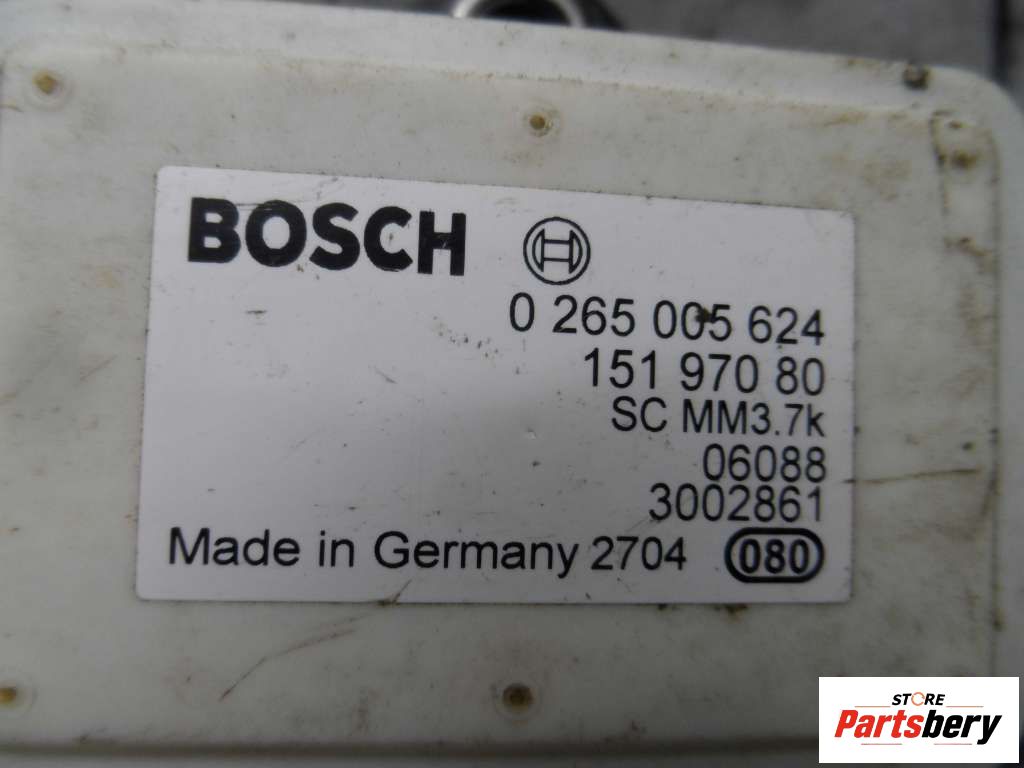 BOSCH
0 265 005 624
151 970 80
SC MM3.7k
06088
3002861
Made in Germany 2704 080
STORE
Partsbery